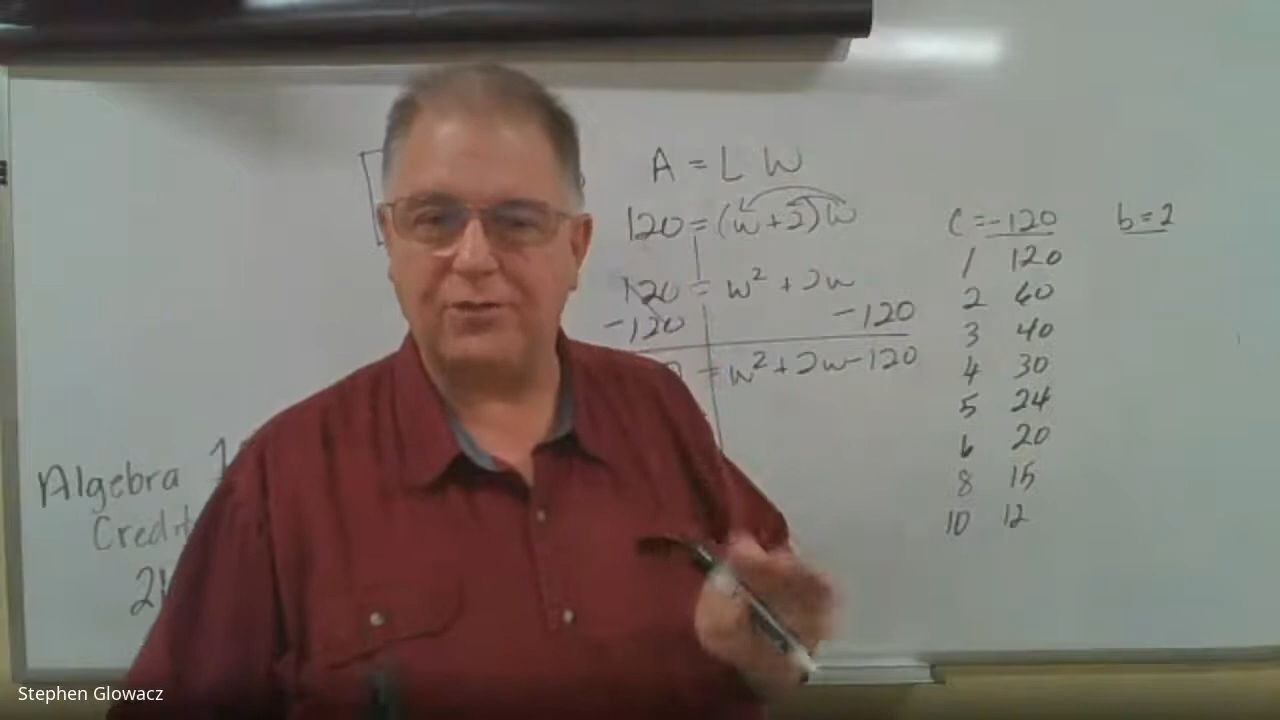 A = L W
120 = (w+2)w
120 = w² + 2w
-120 -120
= w² + 2w - 120
C = -120 b = 2
1 120
2 60
3 40
4 30
5 24
6 20
8 15
10 12
Algebra
Credit
Stephen Glowacz